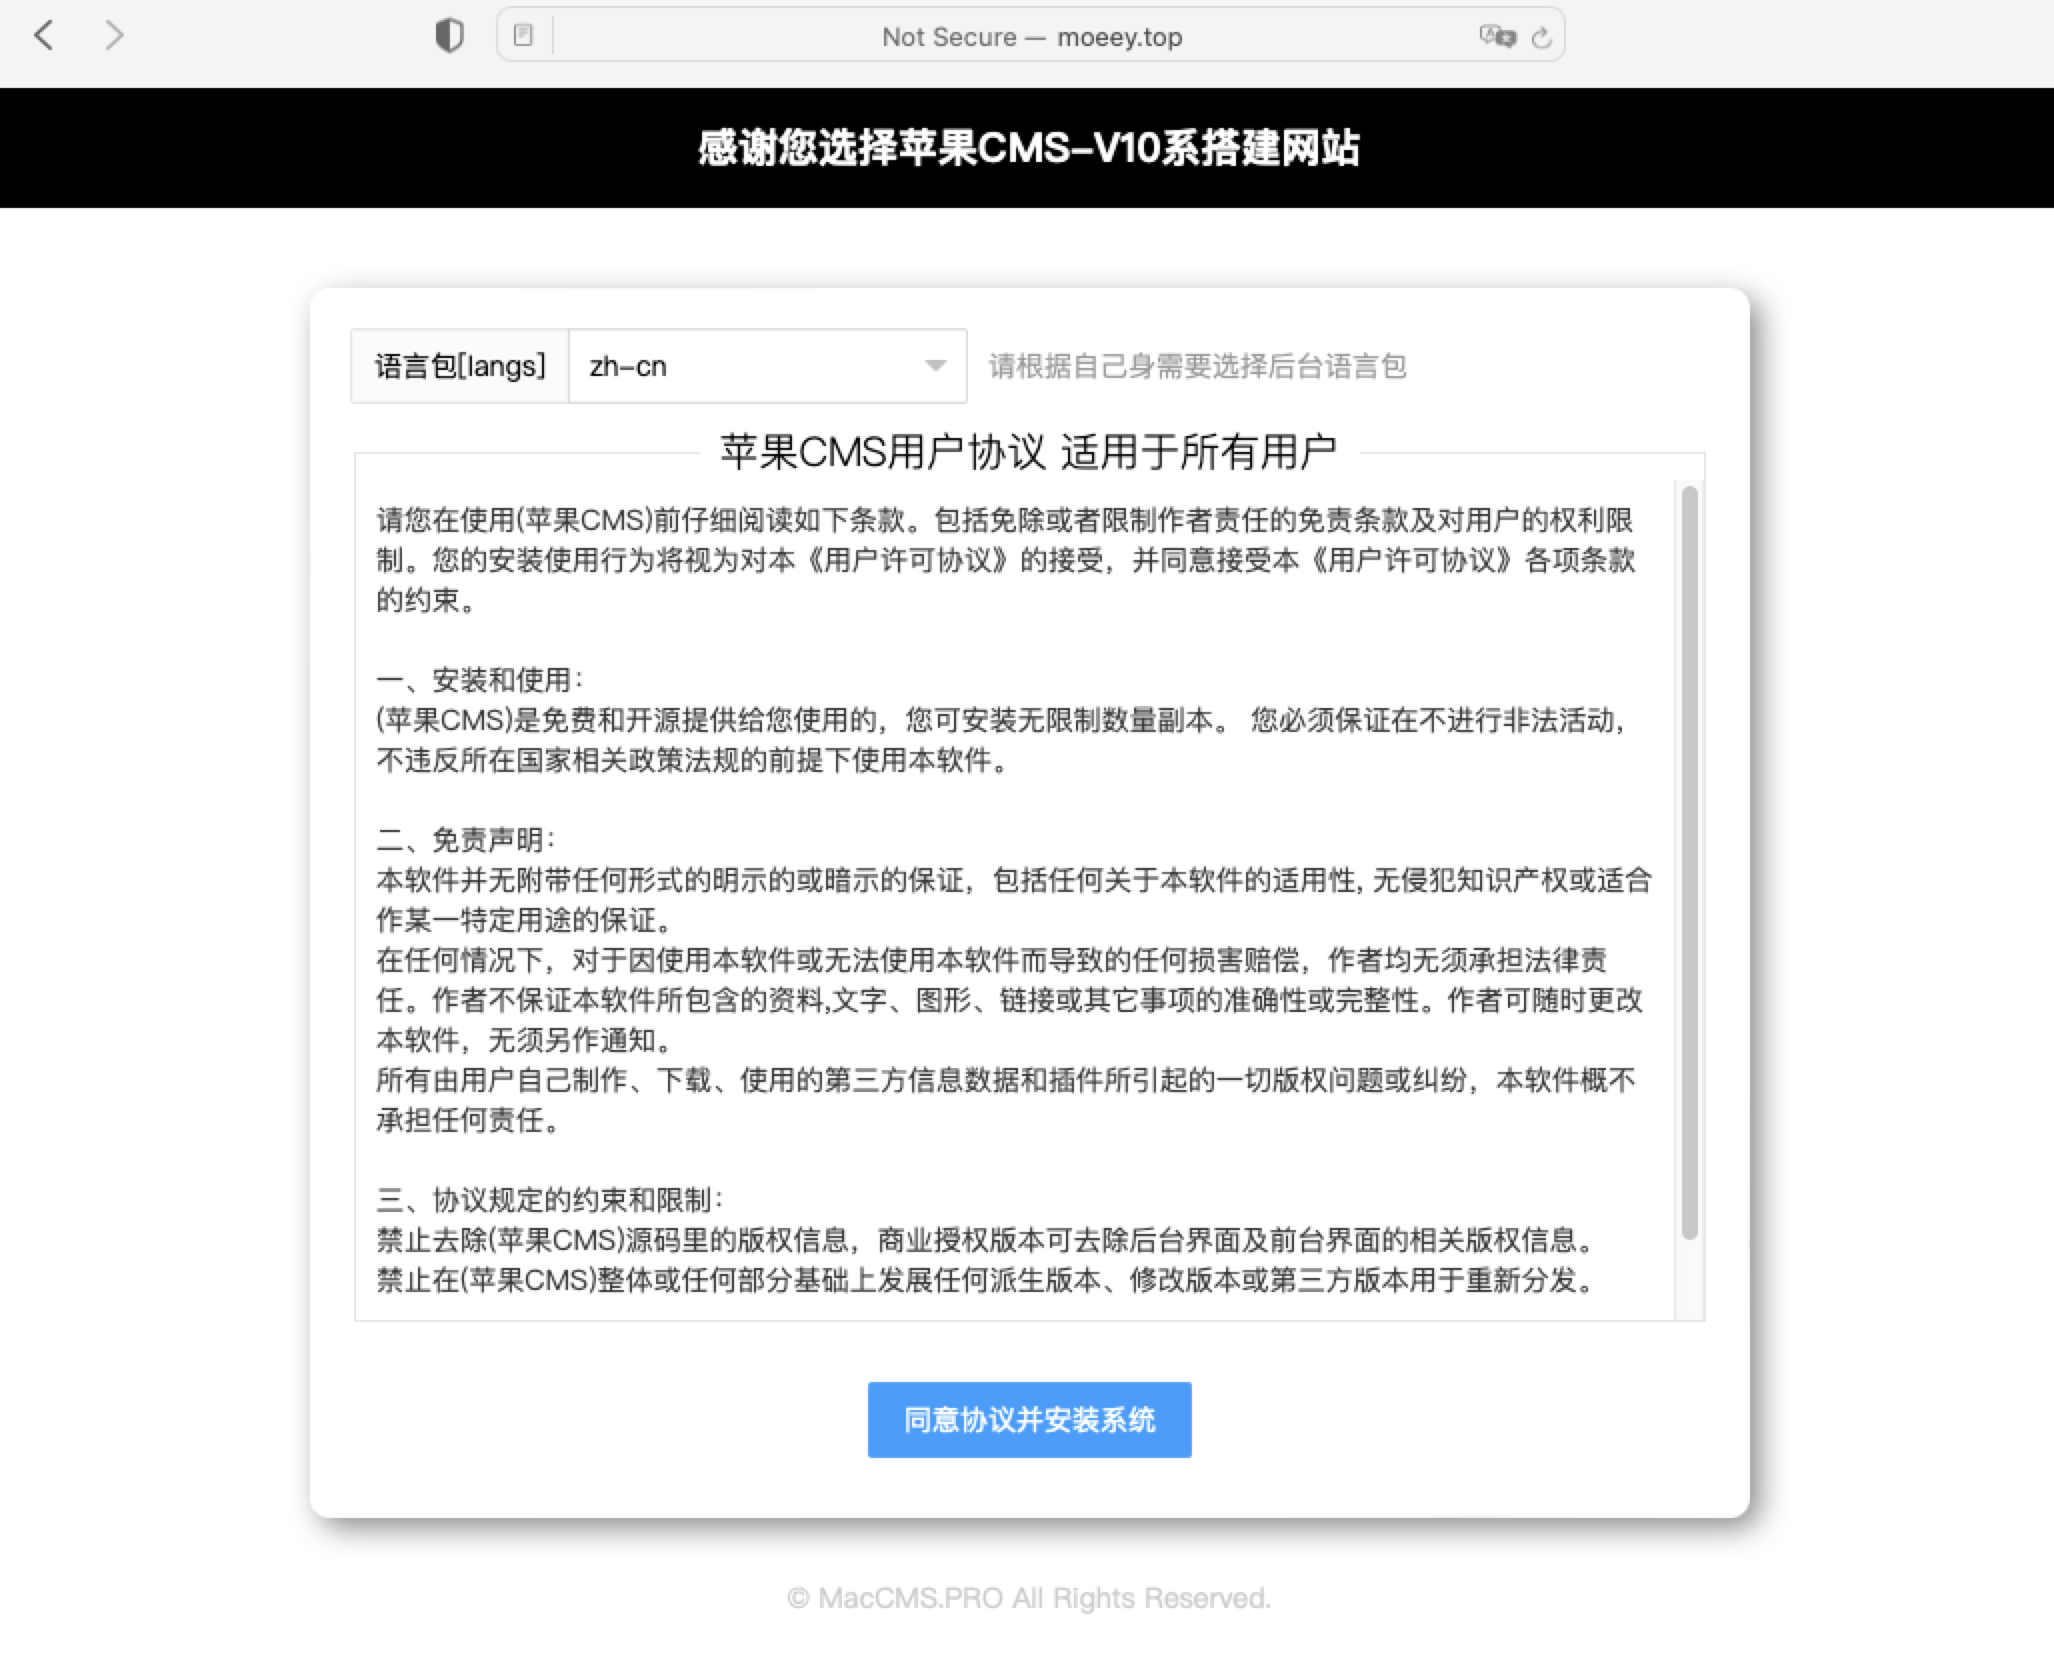 Not Secure — moeey.top
感谢您选择苹果CMS-V10系搭建网站
语言包[langs] zh-cn 请根据自己身需要选择后台语言包
苹果CMS用户协议 适用于所有用户
请您在使用(苹果CMS)前仔细阅读如下条款。包括免除或者限制作者责任的免责条款及对用户的权利限
制。您的安装使用行为将视为对本《用户许可协议》的接受，并同意接受本《用户许可协议》各项条款
的约束。
一、安装和使用：
(苹果CMS)是免费和开源提供给您使用的，您可安装无限制数量副本。 您必须保证在不进行非法活动，
不违反所在国家相关政策法规的前提下使用本软件。
二、免责声明：
本软件并无附带任何形式的明示的或暗示的保证，包括任何关于本软件的适用性, 无侵犯知识产权或适合
作某一特定用途的保证。
在任何情况下，对于因使用本软件或无法使用本软件而导致的任何损害赔偿，作者均无须承担法律责
任。作者不保证本软件所包含的资料,文字、图形、链接或其它事项的准确性或完整性。作者可随时更改
本软件，无须另作通知。
所有由用户自己制作、下载、使用的第三方信息数据和插件所引起的一切版权问题或纠纷，本软件概不
承担任何责任。
三、协议规定的约束和限制：
禁止去除(苹果CMS)源码里的版权信息，商业授权版本可去除后台界面及前台界面的相关版权信息。
禁止在(苹果CMS)整体或任何部分基础上发展任何派生版本、修改版本或第三方版本用于重新分发。
同意协议并安装系统
© MacCMS.PRO All Rights Reserved.